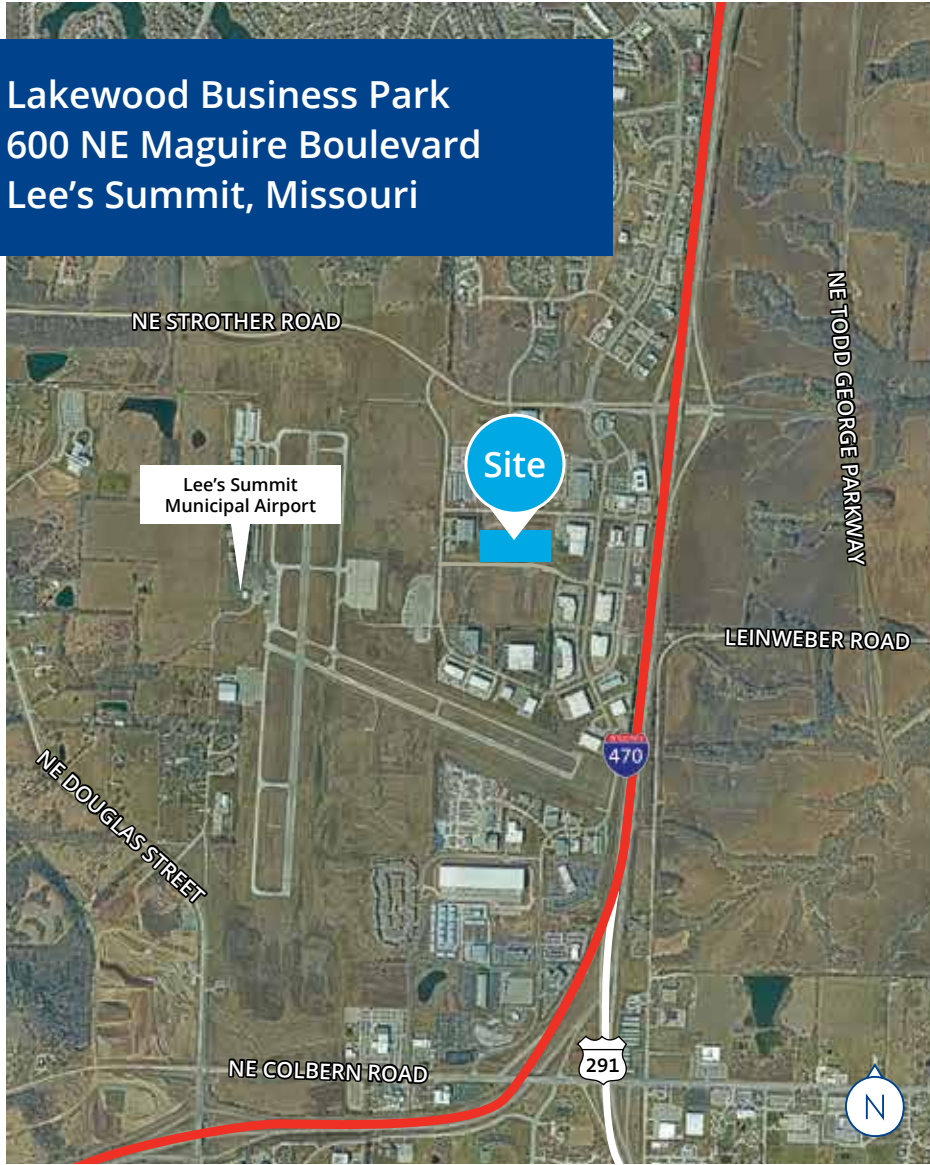 Lakewood Business Park
600 NE Maguire Boulevard
Lee's Summit, Missouri
NE STROTHER ROAD
NE TODD GEORGE PARKWAY
Site
Lee's Summit
Municipal Airport
LEINWEBER ROAD
470
NE DOUGLAS STREET
NE COLBERN ROAD
291
N